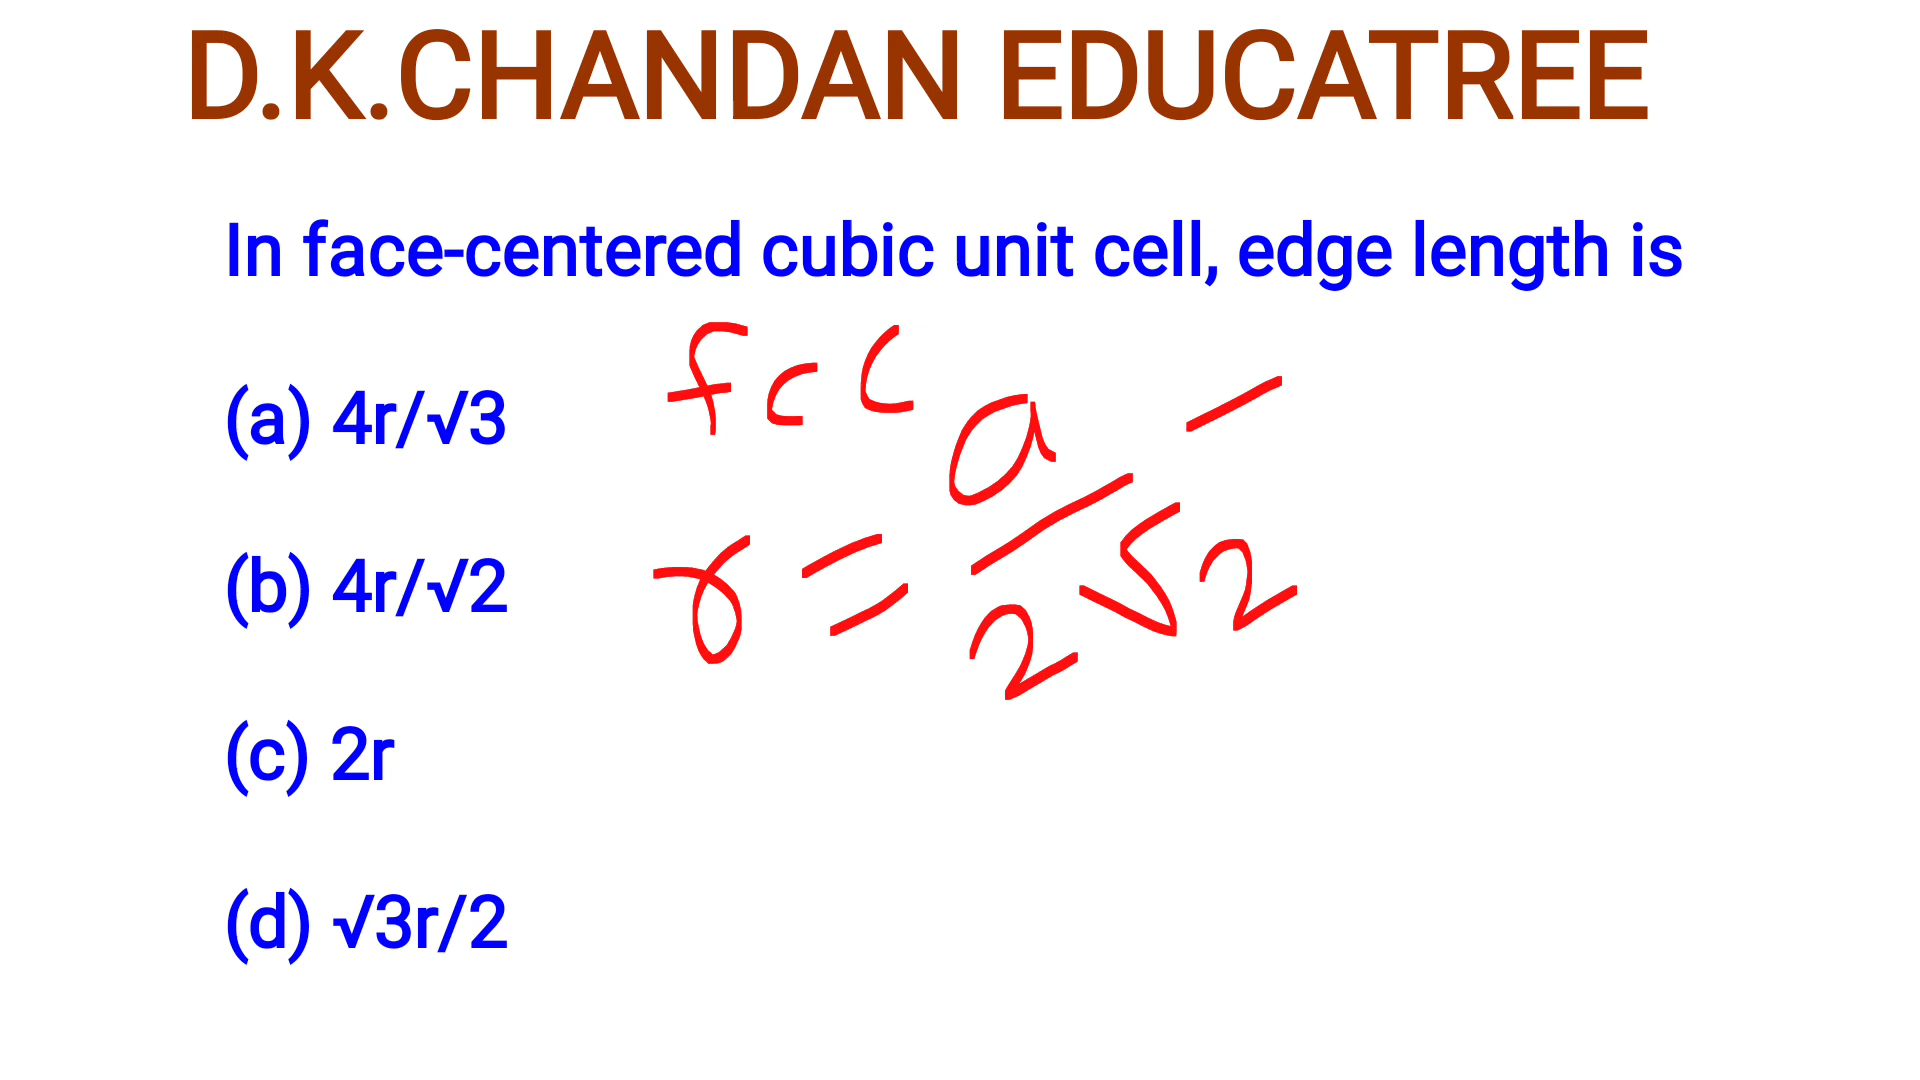 D.K.CHANDAN EDUCATREE
In face-centered cubic unit cell, edge length is
(a) 4r/√3
(b) 4r/√2
(c) 2r
(d) √3r/2
fcc
r = a/2√2